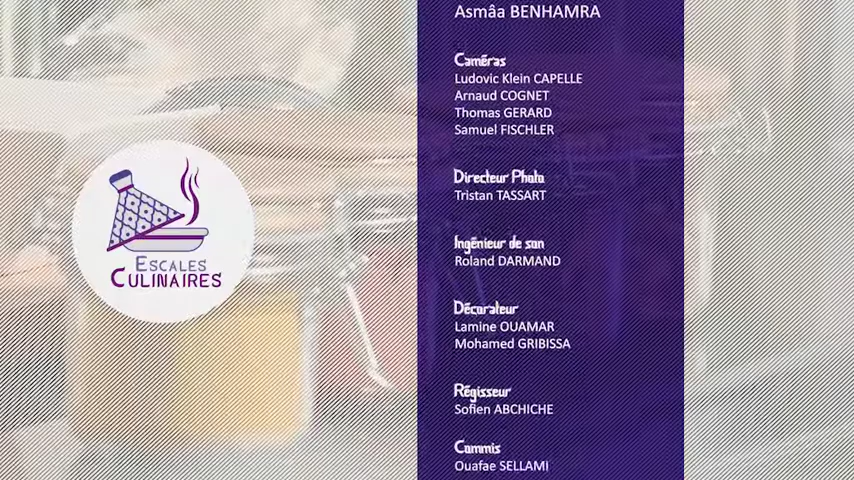 ESCALES
CULINAIRES
Asmâa BENHAMRA
Caméras
Ludovic Klein CAPELLE
Arnaud COGNET
Thomas GERARD
Samuel FISCHLER
Directeur Photo
Tristan TASSART
Ingénieur de son
Roland DARMAND
Décorateur
Lamine OUAMAR
Mohamed GRIBISSA
Régisseur
Sofien ABCHICHE
Commis
Ouafae SELLAMI